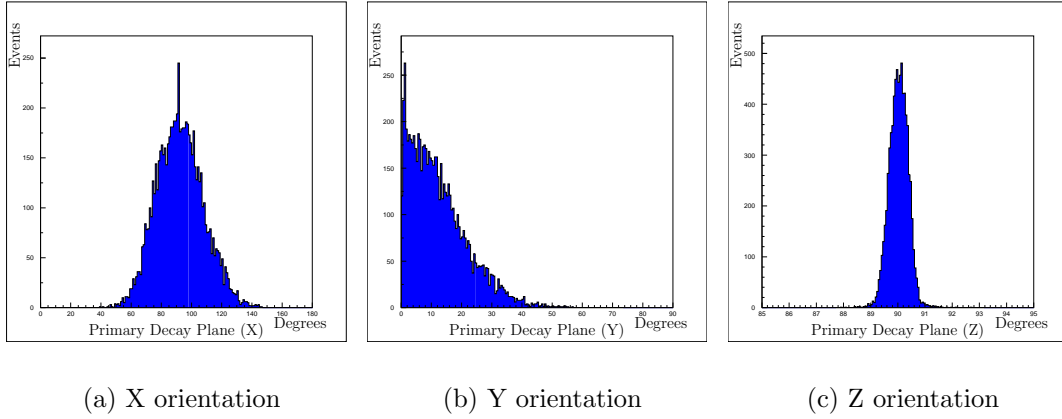 Events
250
200
150
100
50
0
0 20 40 60 80 100 120 140 160 180
Degrees
Primary Decay Plane (X)
Events
250
200
150
100
50
0
0 10 20 30 40 50 60 70 80 90
Degrees
Primary Decay Plane (Y)
Events
500
400
300
200
100
0
85 86 87 88 89 90 91 92 93 94 95
Degrees
Primary Decay Plane (Z)
(a) X orientation
(b) Y orientation
(c) Z orientation